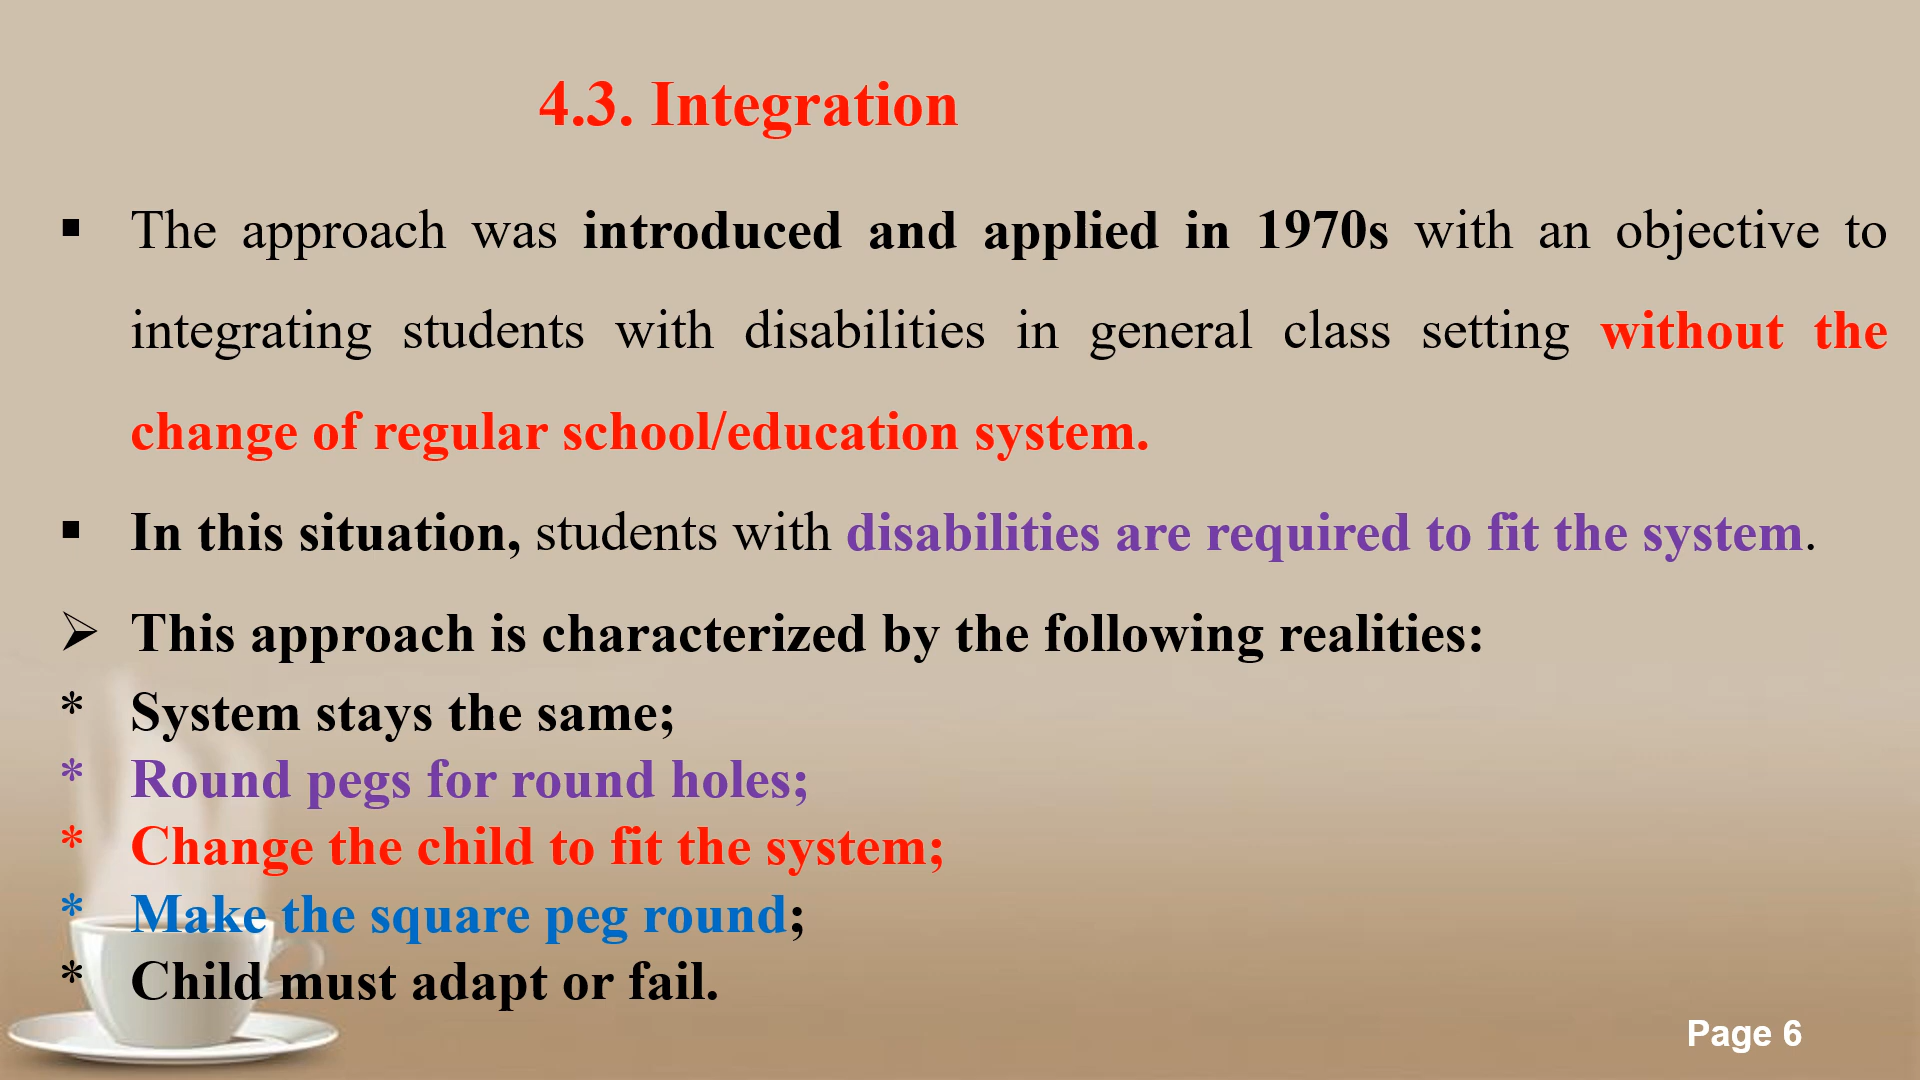 4.3. Integration
▪ The approach was introduced and applied in 1970s with an objective to
integrating students with disabilities in general class setting without the
change of regular school/education system.
▪ In this situation, students with disabilities are required to fit the system.
➢ This approach is characterized by the following realities:
* System stays the same;
* Round pegs for round holes;
* Change the child to fit the system;
* Make the square peg round;
* Child must adapt or fail.
Page 6